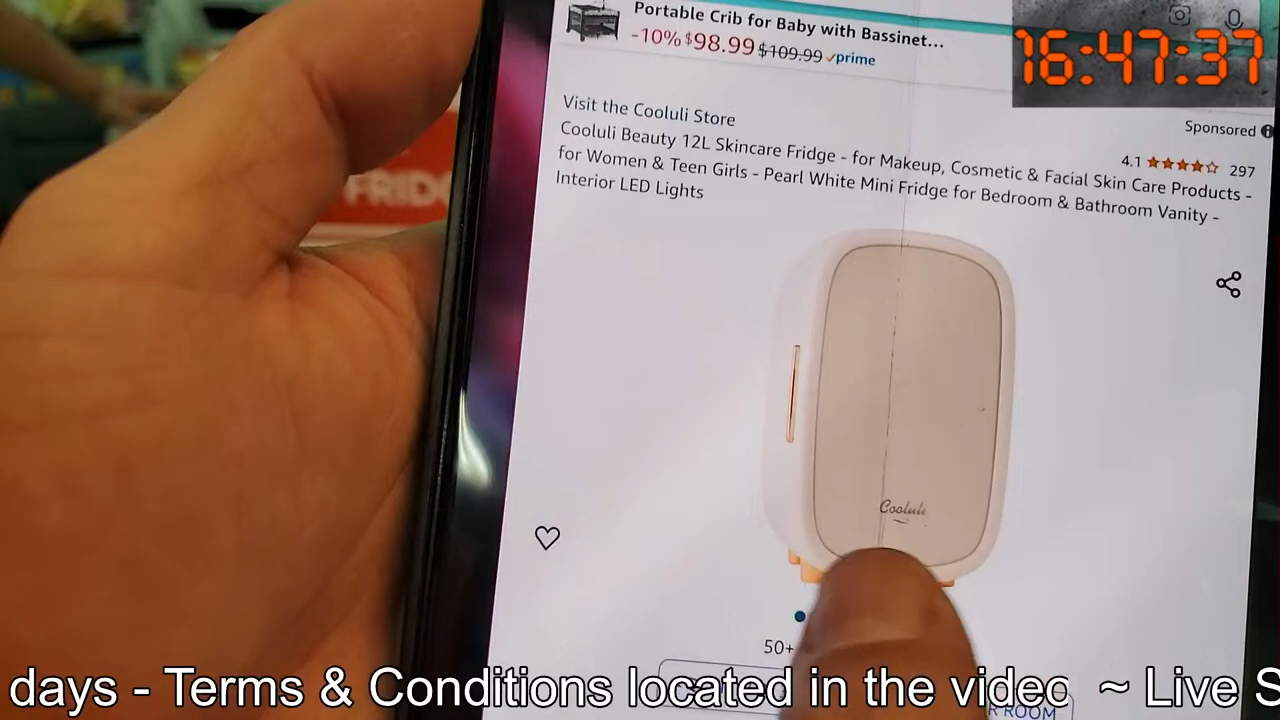 Portable Crib for Baby with Bassinet...
-10% $98.99 $109.99 prime
16:47:37
Sponsored
Visit the Cooluli Store
4.1 297
Cooluli Beauty 12L Skincare Fridge - for Makeup, Cosmetic & Facial Skin Care Products -
for Women & Teen Girls - Pearl White Mini Fridge for Bedroom & Bathroom Vanity -
Interior LED Lights
FRIDG
Cooluli
50+
R ROOM
days - Terms & Conditions located in the video ~ Live S